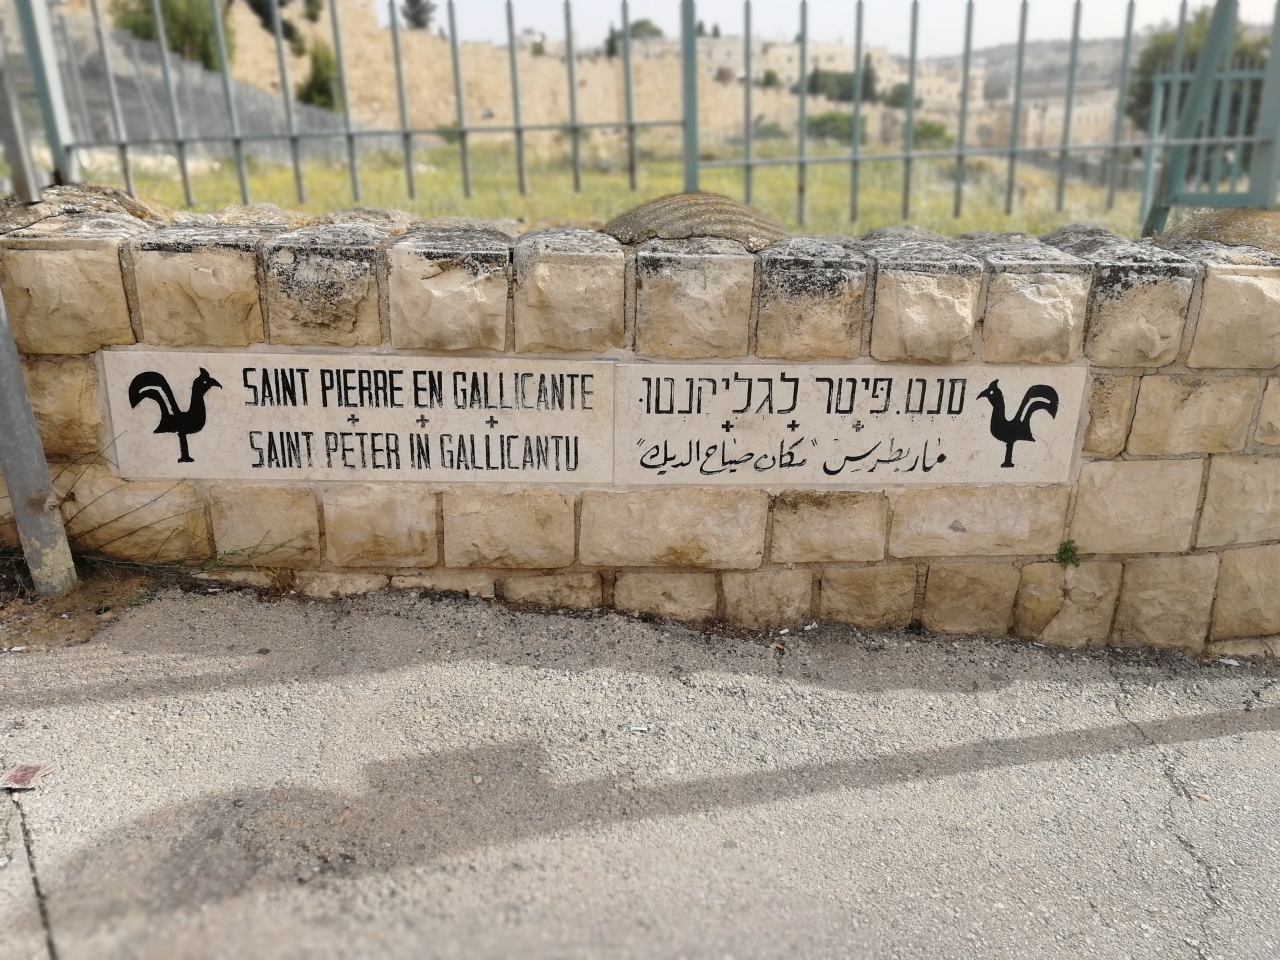 SAINT PIERRE EN GALLICANTE
SAINT PETER IN GALLICANTU
סנט. פיטר לגליקנטו
مار بطرس "مكان صياح الديك"